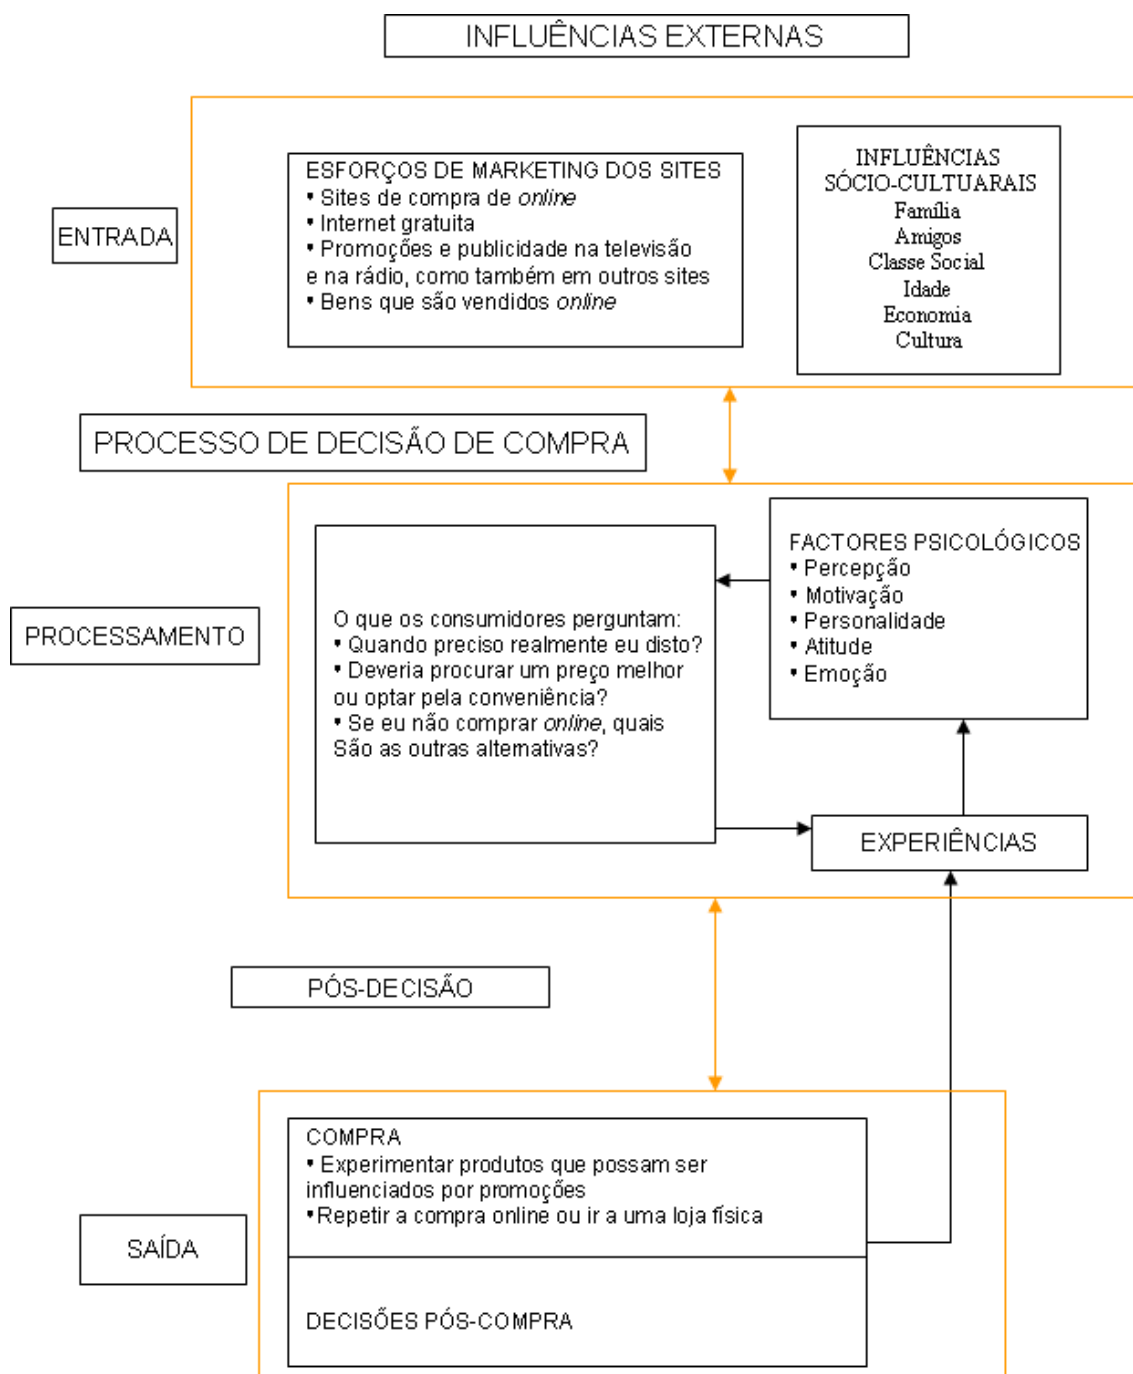 INFLUÊNCIAS EXTERNAS
ENTRADA
ESFORÇOS DE MARKETING DOS SITES
• Sites de compra de online
• Internet gratuita
• Promoções e publicidade na televisão
e na rádio, como também em outros sites
• Bens que são vendidos online
INFLUÊNCIAS
SÓCIO-CULTUARAIS
Família
Amigos
Classe Social
Idade
Economia
Cultura
PROCESSO DE DECISÃO DE COMPRA
PROCESSAMENTO
O que os consumidores perguntam:
• Quando preciso realmente eu disto?
• Deveria procurar um preço melhor
ou optar pela conveniência?
• Se eu não comprar online, quais
São as outras alternativas?
FACTORES PSICOLÓGICOS
• Percepção
• Motivação
• Personalidade
• Atitude
• Emoção
EXPERIÊNCIAS
PÓS-DECISÃO
SAÍDA
COMPRA
• Experimentar produtos que possam ser
influenciados por promoções
•Repetir a compra online ou ir a uma loja física
DECISÕES PÓS-COMPRA